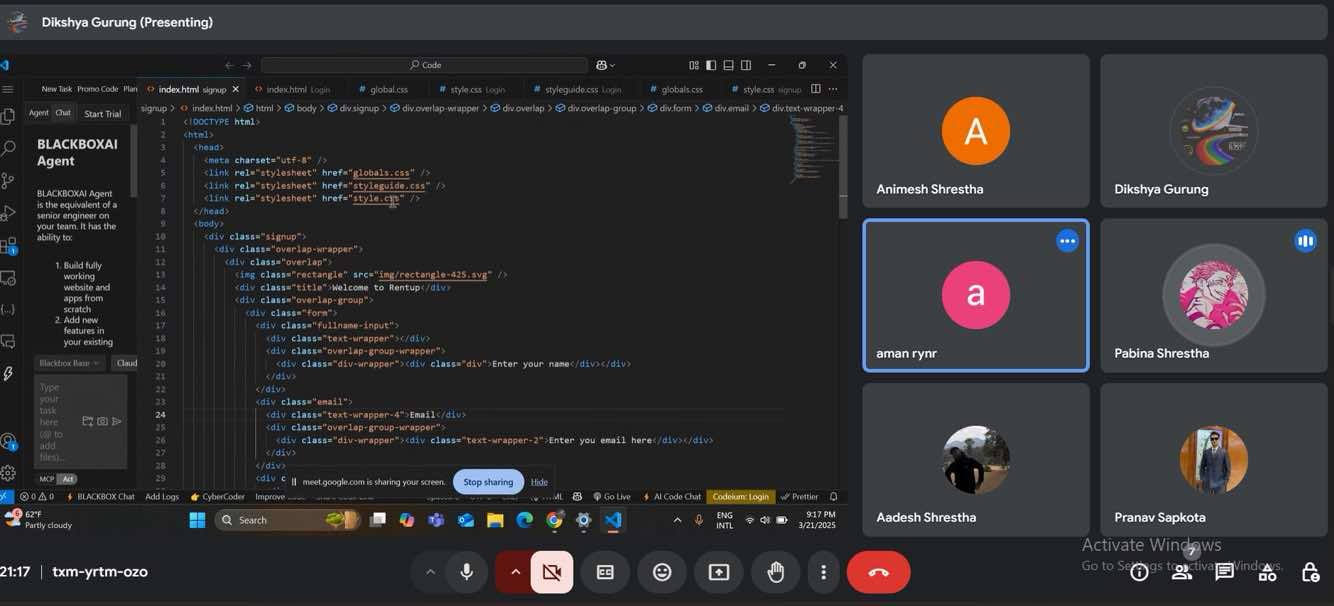 Dikshya Gurung (Presenting)
Code
New Task Promo Code Plan
index.html signup
index.html Login
global.css
style.css Login
styleguide.css Login
globals.css
style.css signup
Agent Chat Start Trial
signup > index.html > html > body > div.signup > div.overlap-wrapper > div.overlap > div.overlap-group > div.form > div.email > div.text-wrapper-4
BLACKBOXAI
Agent
BLACKBOXAI Agent
is the equivalent of a
senior engineer on
your team. It has the
ability to:
1. Build fully
working
website and
apps from
scratch
2. Add new
features in
your existing
Blackbox Base
Claud
Type
your
task
here
(@ to
add
files)...
MCP Act
1 <!DOCTYPE html>
2 <html>
3 <head>
4 <meta charset="utf-8" />
5 <link rel="stylesheet" href="globals.css" />
6 <link rel="stylesheet" href="styleguide.css" />
7 <link rel="stylesheet" href="style.css" />
8 </head>
9 <body>
10 <div class="signup">
11 <div class="overlap-wrapper">
12 <div class="overlap">
13 <img class="rectangle" src="img/rectangle-425.svg" />
14 <div class="title">Welcome to Rentup</div>
15 <div class="overlap-group">
16 <div class="form">
17 <div class="fullname-input">
18 <div class="text-wrapper"></div>
19 <div class="overlap-group-wrapper">
20 <div class="div-wrapper"><div class="div">Enter your name</div></div>
21 </div>
22 </div>
23 <div class="email">
24 <div class="text-wrapper-4">Email</div>
25 <div class="overlap-group-wrapper">
26 <div class="div-wrapper"><div class="text-wrapper-2">Enter you email here</div></div>
27 </div>
28 </div>
29 <div c
meet.google.com is sharing your screen.
Stop sharing
Hide
0 0 BLACKBOX Chat Add Logs CyberCoder Improve Go Live AI Code Chat Codeium: Login Prettier
6
62°F
Partly cloudy
Search
ENG
INTL
9:17 PM
3/21/2025
A
Animesh Shrestha
Dikshya Gurung
a
aman rynr
Pabina Shrestha
Aadesh Shrestha
Pranav Sapkota
Activate Windows
Go to Settings to activate Windows.
21:17 | txm-yrtm-ozo
7